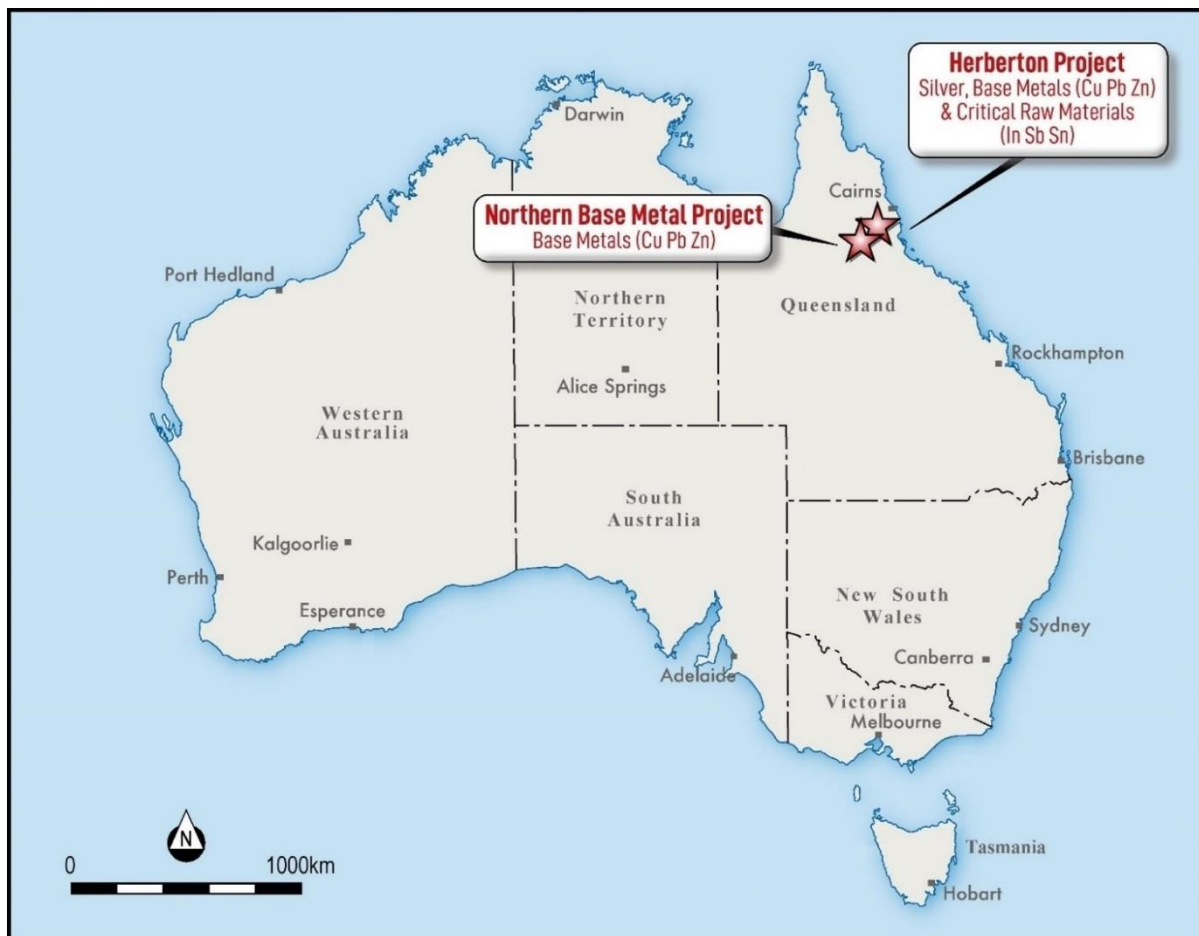 Herberton Project
Silver, Base Metals (Cu Pb Zn)
& Critical Raw Materials
(In Sb Sn)
Darwin
Cairns
Northern Base Metal Project
Base Metals (Cu Pb Zn)
Port Hedland
Northern
Territory
Queensland
Rockhampton
Alice Springs
Western
Australia
Brisbane
South
Australia
Kalgoorlie
Perth
Esperance
New South
Wales
Sydney
Canberra
Adelaide
Victoria
Melbourne
N
0 1000km
Tasmania
Hobart